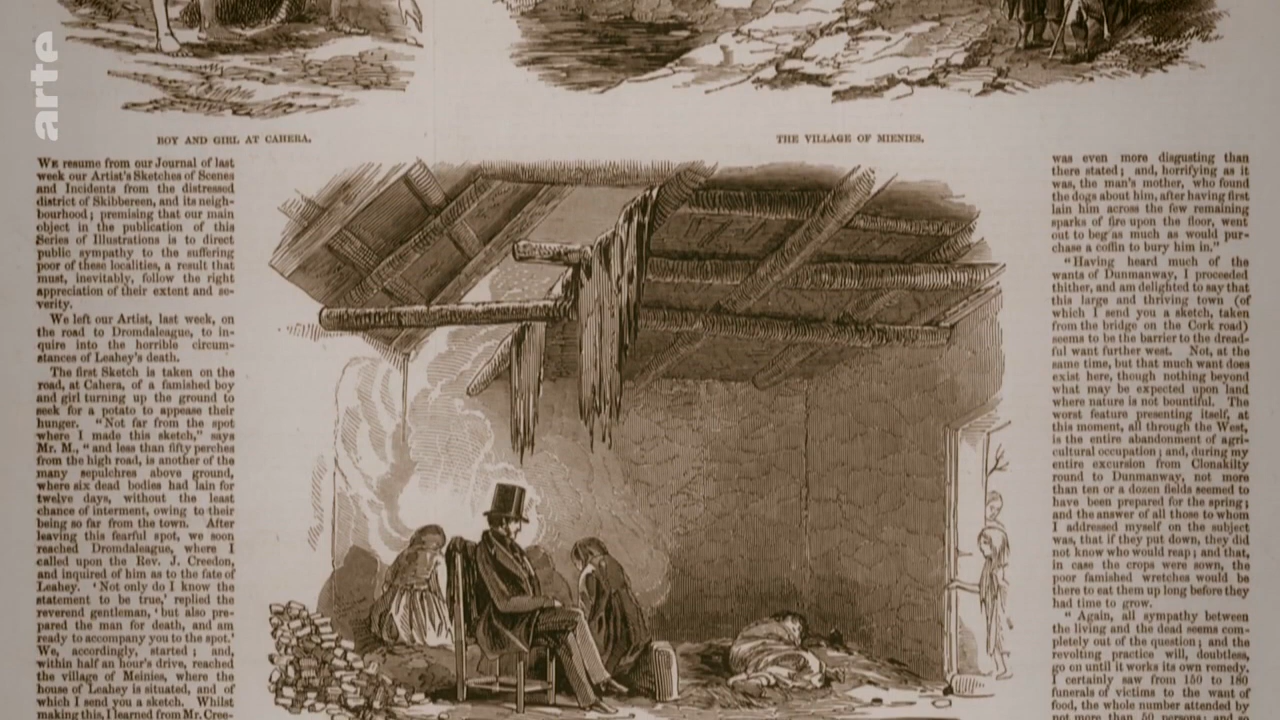 arte
BOY AND GIRL AT CAHERA.
THE VILLAGE OF MIENIES.
WE resume from our Journal of last
week our Artist's Sketches of Scenes
and Incidents from the distressed
district of Skibbereen, and its neigh-
bourhood; premising that our main
object in the publication of this
Series of Illustrations is to direct
public sympathy to the suffering
poor of these localities, a result that
must, inevitably, follow the right
appreciation of their extent and se-
verity.
We left our Artist, last week, on
the road to Dromdaleague, to in-
quire into the horrible circum-
stances of Leahey's death.
The first Sketch is taken on the
road, at Cahera, of a famished boy
and girl turning up the ground to
seek for a potato to appease their
hunger. "Not far from the spot
where I made this sketch," says
Mr. M., "and less than fifty perches
from the high road, is another of the
many sepulchres above ground,
where six dead bodies had lain for
twelve days, without the least
chance of interment, owing to their
being so far from the town. After
leaving this fearful spot, we soon
reached Dromdaleague, where I
called upon the Rev. J. Creedon,
and inquired of him as to the fate of
Leahey. 'Not only do I know the
statement to be true,' replied the
reverend gentleman, 'but also pre-
pared the man for death, and am
ready to accompany you to the spot.'
We, accordingly, started; and,
within half an hour's drive, reached
the village of Meinies, where the
house of Leahey is situated, and of
which I send you a sketch. Whilst
making this, I learned from Mr. Cree-
was even more disgusting than
there stated; and, horrifying as it
was, the man's mother, who found
the dogs about him, after having first
lain him across the few remaining
sparks of fire upon the floor, went
out to beg as much as would pur-
chase a coffin to bury him in."
"Having heard much of the
wants of Dunmanway, I proceeded
thither, and am delighted to say that
this large and thriving town (of
which I send you a sketch, taken
from the bridge on the Cork road)
seems to be the barrier to the dread-
ful want further west. Not, at the
same time, but that much want does
exist here, though nothing beyond
what may be expected upon land
where nature is not bountiful. The
worst feature presenting itself, at
this moment, all through the West,
is the entire abandonment of agri-
cultural occupation; and, during my
entire excursion from Clonakilty
round to Dunmanway, not more
than ten or a dozen fields seemed to
have been prepared for the spring;
and the answer of all those to whom
I addressed myself on the subject
was, that if they put down, they did
not know who would reap; and that,
in case the crops were sown, the
poor famished wretches would be
there to eat them up long before they
had time to grow.
"Again, all sympathy between
the living and the dead seems com-
pletely out of the question; and the
revolting practice will, doubtless,
go on until it works its own remedy.
I certainly saw from 150 to 180
funerals of victims to the want of
food, the whole number attended by
not more than 50 persons; and so